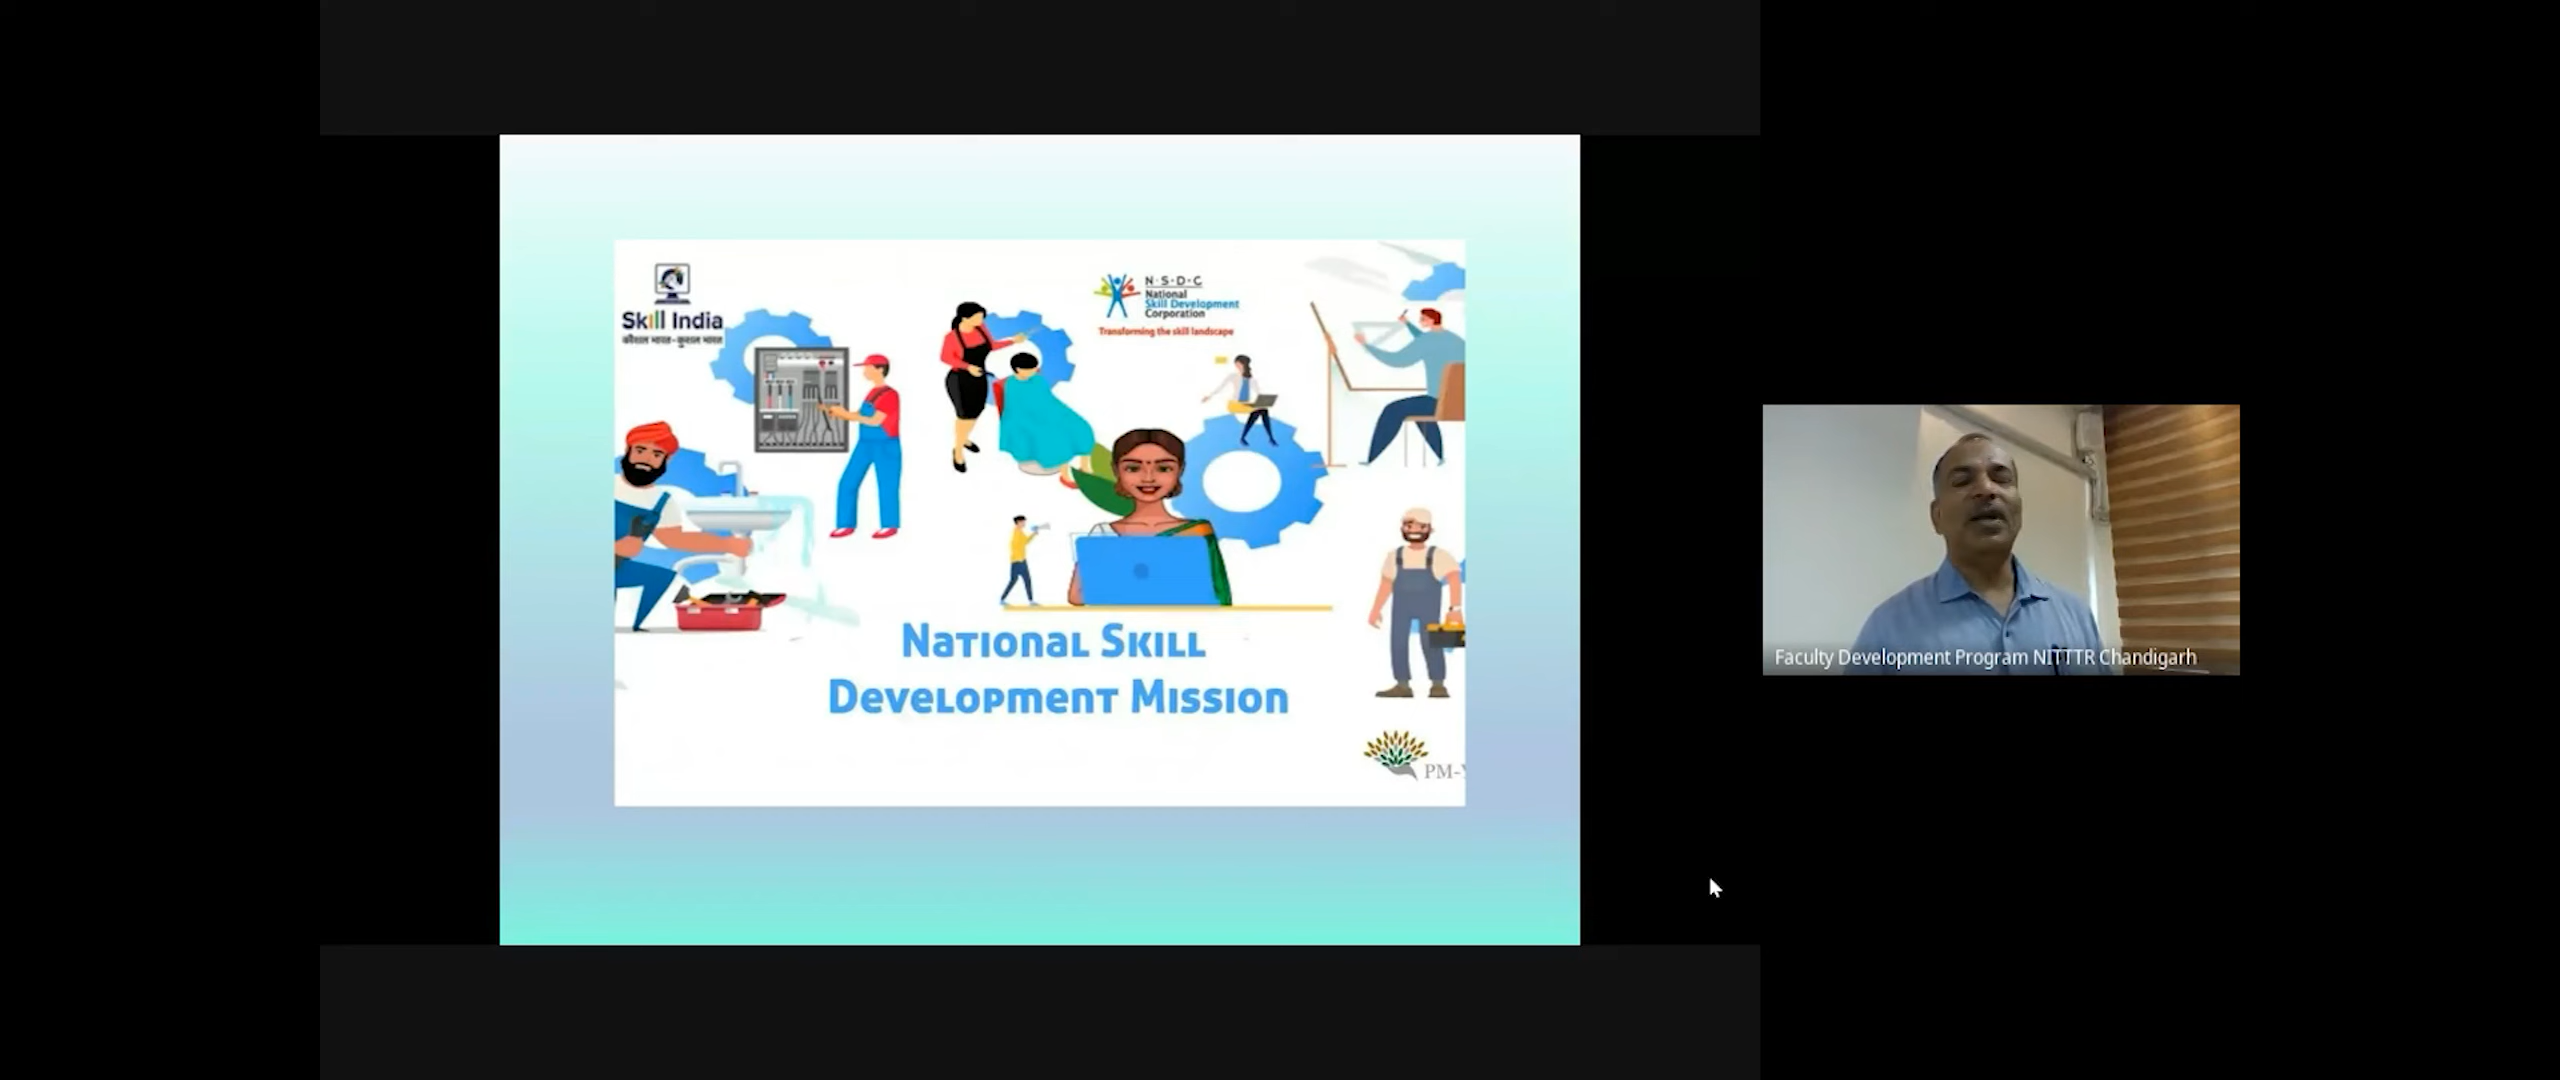 Skill India
कौशल भारत-कुशल भारत
N·S·D·C
National
Skill Development
Corporation
Transforming the skill landscape
National Skill
Development Mission
PM-Y
Faculty Development Program NITTTR Chandigarh